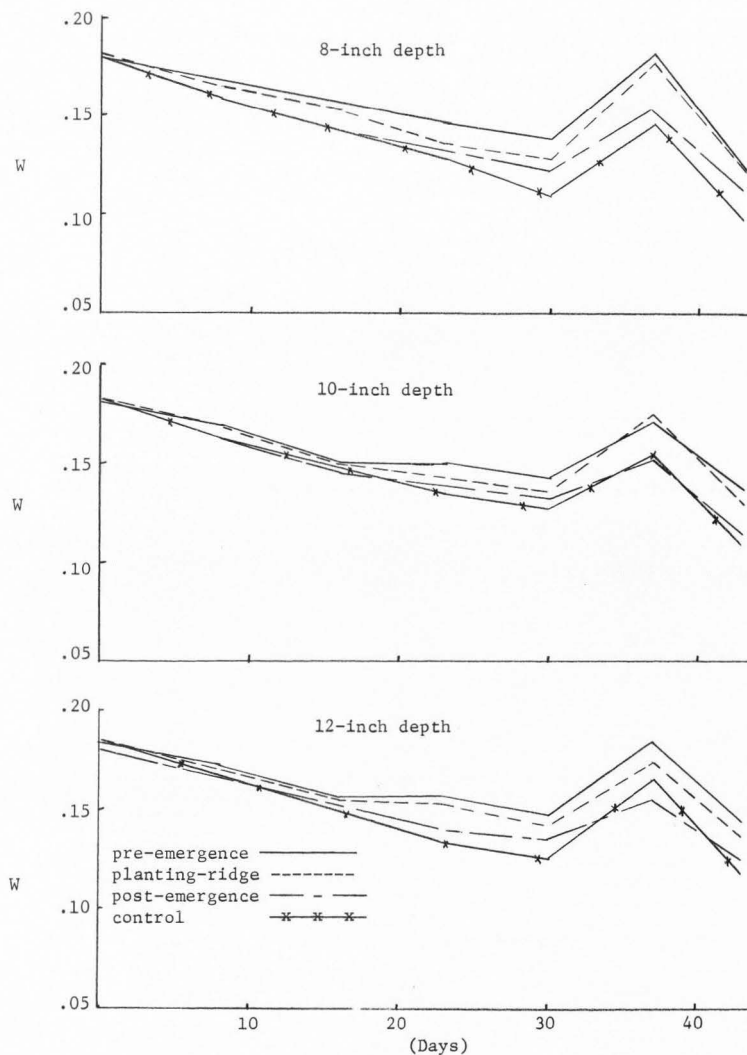 .20
8-inch depth
.15
W
.10
.05
.20
10-inch depth
.15
W
.10
.05
.20
12-inch depth
.15
pre-emergence
planting-ridge
W
post-emergence
.10
control
.05
10
20
30
40
(Days)